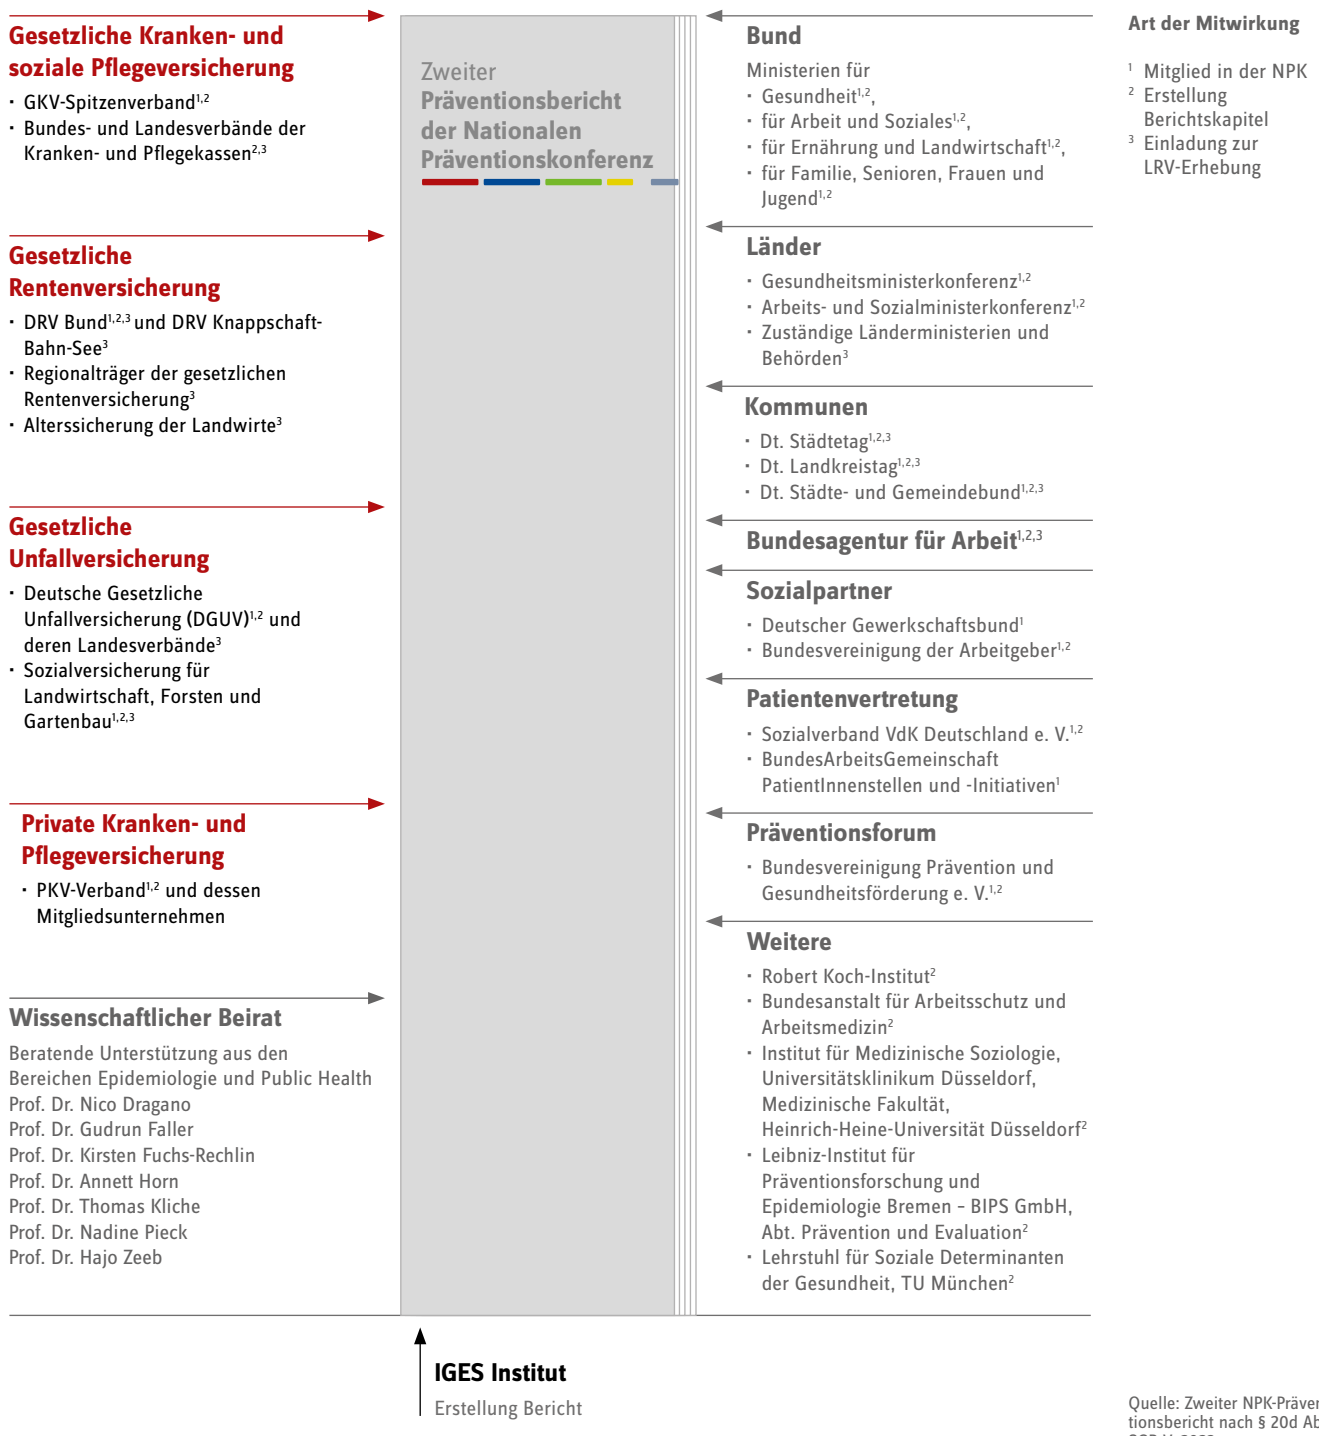 Gesetzliche Kranken- und
soziale Pflegeversicherung
· GKV-Spitzenverband1,2
· Bundes- und Landesverbände der
Kranken- und Pflegekassen2,3
Gesetzliche
Rentenversicherung
· DRV Bund1,2,3 und DRV Knappschaft-
Bahn-See3
· Regionalträger der gesetzlichen
Rentenversicherung3
· Alterssicherung der Landwirte3
Gesetzliche
Unfallversicherung
· Deutsche Gesetzliche
Unfallversicherung (DGUV)1,2 und
deren Landesverbände3
· Sozialversicherung für
Landwirtschaft, Forsten und
Gartenbau1,2,3
Private Kranken- und
Pflegeversicherung
· PKV-Verband1,2 und dessen
Mitgliedsunternehmen
Wissenschaftlicher Beirat
Beratende Unterstützung aus den
Bereichen Epidemiologie und Public Health
Prof. Dr. Nico Dragano
Prof. Dr. Gudrun Faller
Prof. Dr. Kirsten Fuchs-Rechlin
Prof. Dr. Annett Horn
Prof. Dr. Thomas Kliche
Prof. Dr. Nadine Pieck
Prof. Dr. Hajo Zeeb
Zweiter
Präventionsbericht
der Nationalen
Präventionskonferenz
IGES Institut
Erstellung Bericht
Bund
Ministerien für
· Gesundheit1,2,
· für Arbeit und Soziales1,2,
· für Ernährung und Landwirtschaft1,2,
· für Familie, Senioren, Frauen und
Jugend1,2
Länder
· Gesundheitsministerkonferenz1,2
· Arbeits- und Sozialministerkonferenz1,2
· Zuständige Länderministerien und
Behörden3
Kommunen
· Dt. Städtetag1,2,3
· Dt. Landkreistag1,2,3
· Dt. Städte- und Gemeindebund1,2,3
Bundesagentur für Arbeit1,2,3
Sozialpartner
· Deutscher Gewerkschaftsbund1
· Bundesvereinigung der Arbeitgeber1,2
Patientenvertretung
· Sozialverband VdK Deutschland e. V.1,2
· BundesArbeitsGemeinschaft
PatientInnenstellen und -Initiativen1
Präventionsforum
· Bundesvereinigung Prävention und
Gesundheitsförderung e. V.1,2
Weitere
· Robert Koch-Institut2
· Bundesanstalt für Arbeitsschutz und
Arbeitsmedizin2
· Institut für Medizinische Soziologie,
Universitätsklinikum Düsseldorf,
Medizinische Fakultät,
Heinrich-Heine-Universität Düsseldorf2
· Leibniz-Institut für
Präventionsforschung und
Epidemiologie Bremen – BIPS GmbH,
Abt. Prävention und Evaluation2
· Lehrstuhl für Soziale Determinanten
der Gesundheit, TU München2
Art der Mitwirkung
1 Mitglied in der NPK
2 Erstellung
Berichtskapitel
3 Einladung zur
LRV-Erhebung
Quelle: Zweiter NPK-Präven
tionsbericht nach § 20d Ab